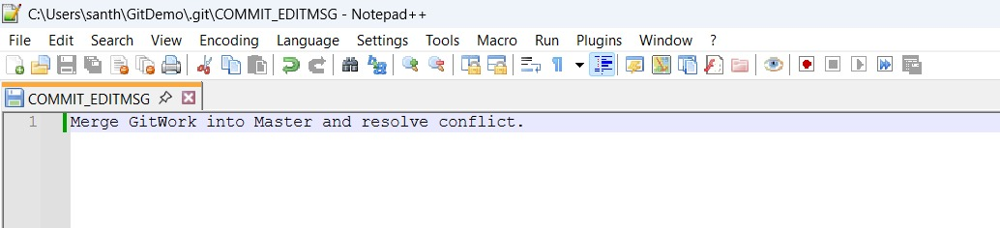 C:\Users\santh\GitDemo\.git\COMMIT_EDITMSG - Notepad++
File Edit Search View Encoding Language Settings Tools Macro Run Plugins Window ?
COMMIT_EDITMSG
1 Merge GitWork into Master and resolve conflict.